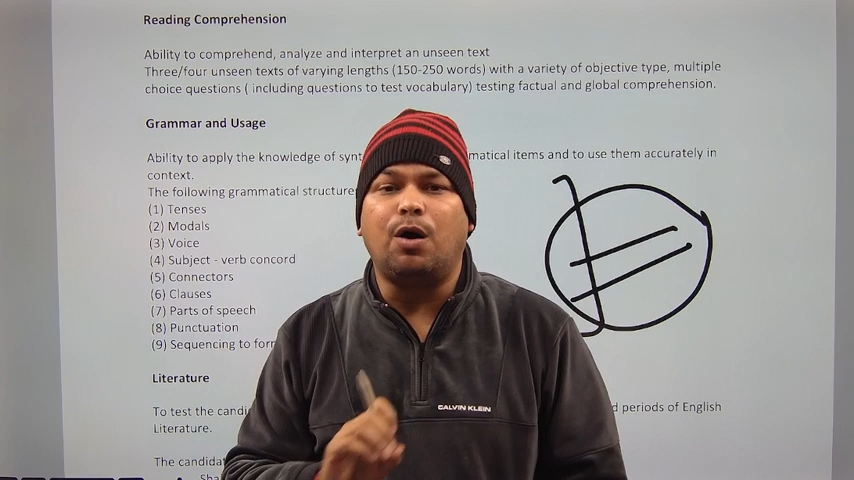 Reading Comprehension
Ability to comprehend, analyze and interpret an unseen text
Three/four unseen texts of varying lengths (150-250 words) with a variety of objective type, multiple
choice questions ( including questions to test vocabulary) testing factual and global comprehension.
Grammar and Usage
Ability to apply the knowledge of matical items and to use them accurately in
context.
The following grammatical structure
(1) Tenses
(2) Modals
(3) Voice
(4) Subject - verb concord
(5) Connectors
(6) Clauses
(7) Parts of speech
(8) Punctuation
(9) Sequencing to for
Literature
To test the candi d periods of English
Literature.
The candidat
Sha
CALVIN KLEIN